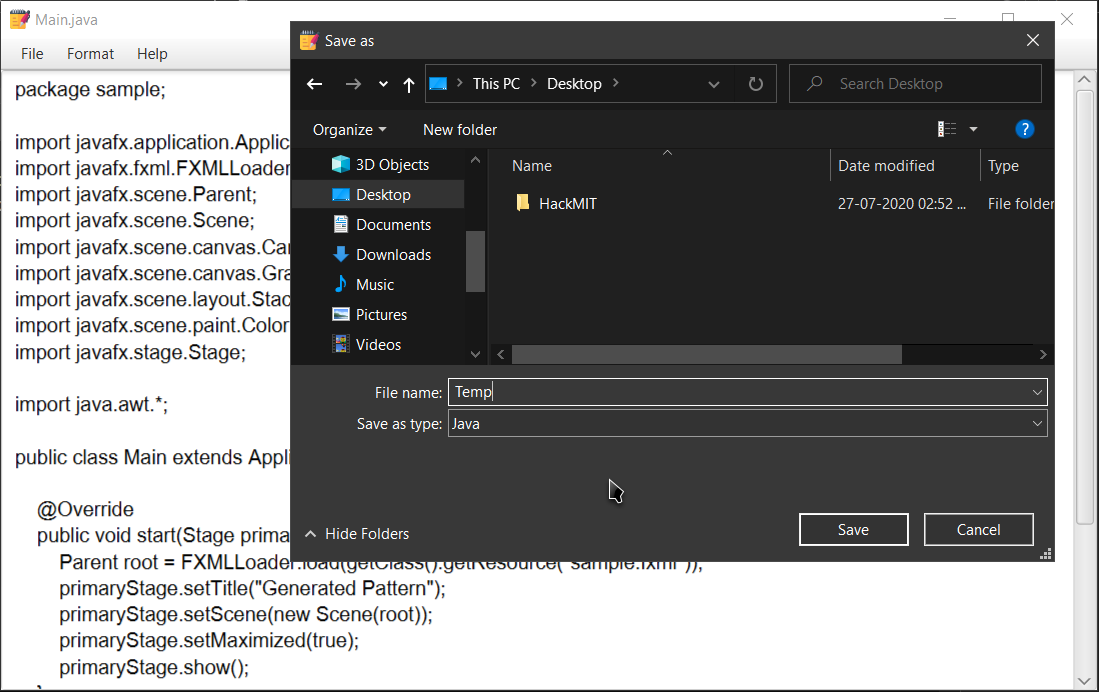 Main.java
File Format Help
package sample;
import javafx.application.Applic
import javafx.fxml.FXMLLoader
import javafx.scene.Parent;
import javafx.scene.Scene;
import javafx.scene.canvas.Ca
import javafx.scene.canvas.Gra
import javafx.scene.layout.Stac
import javafx.scene.paint.Color
import javafx.stage.Stage;
import java.awt.*;
public class Main extends Appli
@Override
public void start(Stage prima
Parent root = FXMLLoader.load(getClass().getResource("sample.fxml"));
primaryStage.setTitle("Generated Pattern");
primaryStage.setScene(new Scene(root));
primaryStage.setMaximized(true);
primaryStage.show();
Save as
This PC Desktop
Search Desktop
Organize New folder
?
3D Objects
Desktop
Documents
Downloads
Music
Pictures
Videos
Name Date modified Type
HackMIT 27-07-2020 02:52 ... File folder
File name: Temp
Save as type: Java
Hide Folders
Save Cancel